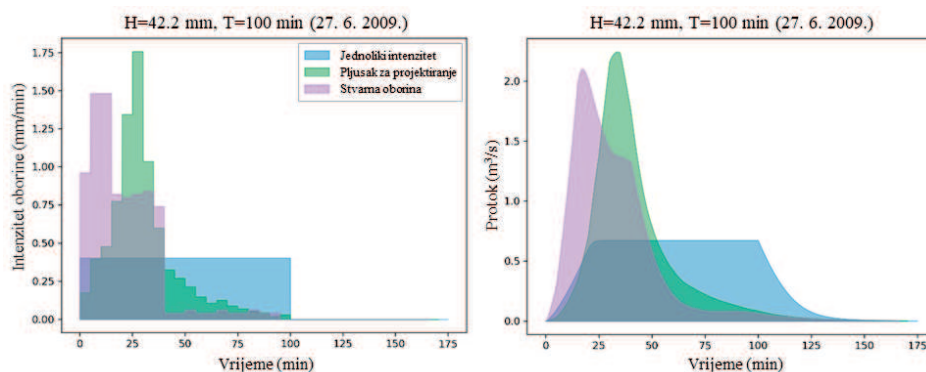 H=42.2 mm, T=100 min (27. 6. 2009.)
1.75
1.50
1.25
1.00
0.75
0.50
0.25
0.00
Intenzitet oborine (mm/min)
Jednoliki intenzitet
Pljusak za projektiranje
Stvarna oborina
0 25 50 75 100 125 150 175
Vrijeme (min)
H=42.2 mm, T=100 min (27. 6. 2009.)
2.0
1.5
1.0
0.5
0.0
Protok (m³/s)
0 25 50 75 100 125 150 175
Vrijeme (min)